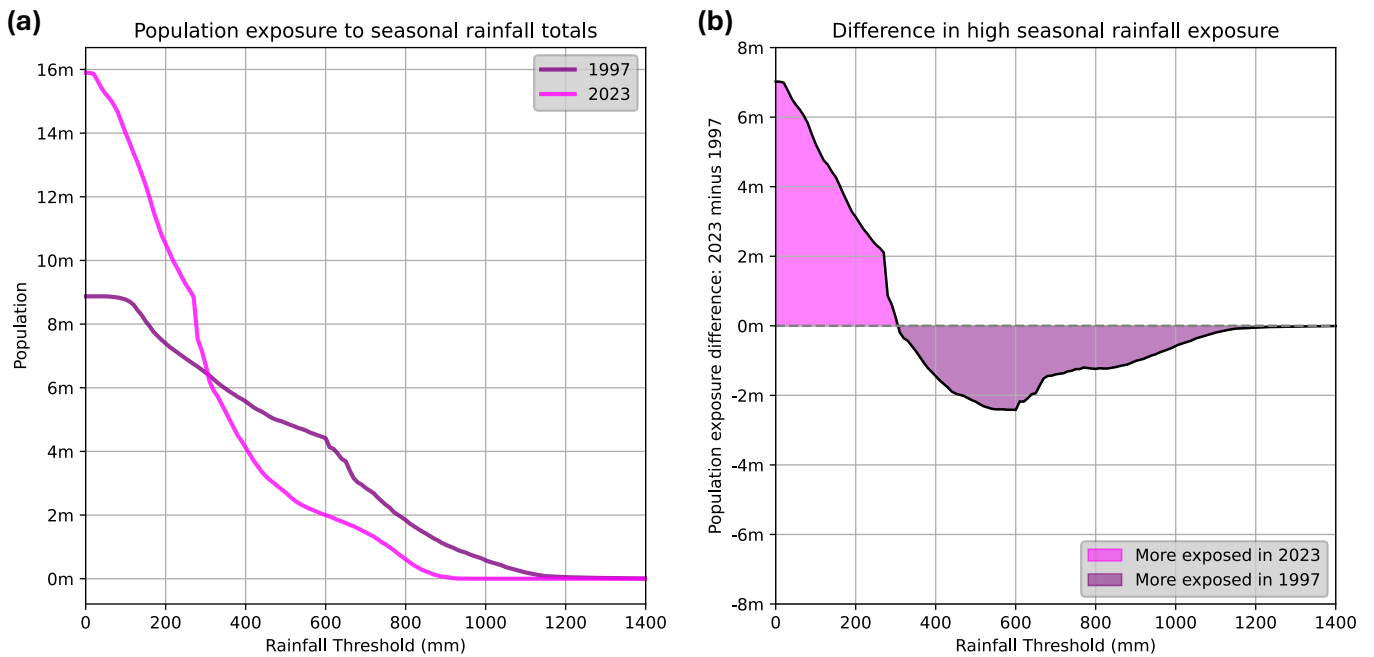 (a)
Population exposure to seasonal rainfall totals
16m
14m
12m
10m
8m
6m
4m
2m
0m
Population
1997
2023
0 200 400 600 800 1000 1200 1400
Rainfall Threshold (mm)
(b)
Difference in high seasonal rainfall exposure
8m
6m
4m
2m
0m
-2m
-4m
-6m
-8m
Population exposure difference: 2023 minus 1997
More exposed in 2023
More exposed in 1997
0 200 400 600 800 1000 1200 1400
Rainfall Threshold (mm)